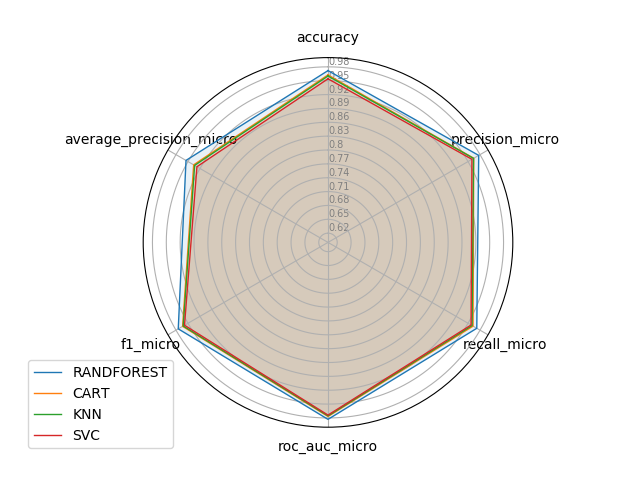 accuracy
0.98
0.95
0.92
0.89
0.86
0.83
0.8
0.77
0.74
0.71
0.68
0.65
0.62
average_precision_micro
precision_micro
f1_micro
recall_micro
roc_auc_micro
RANDFOREST
CART
KNN
SVC